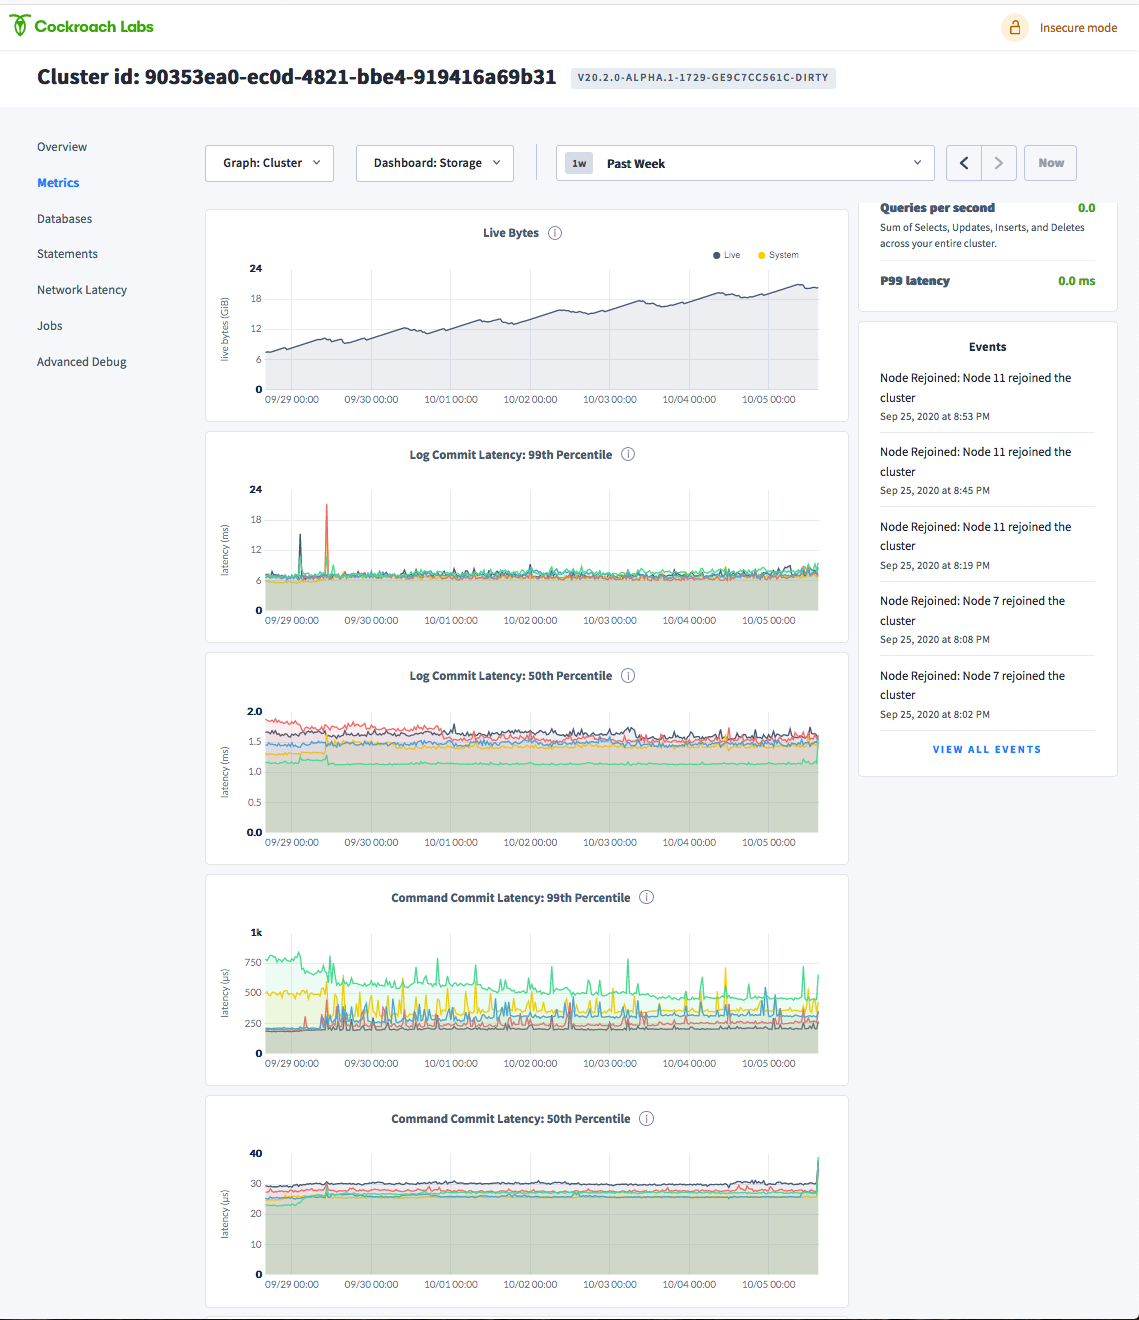 Cockroach Labs
Insecure mode
Cluster id: 90353ea0-ec0d-4821-bbe4-919416a69b31
V20.2.0-ALPHA.1-1729-GE9C7CC561C-DIRTY
Overview
Metrics
Databases
Statements
Network Latency
Jobs
Advanced Debug
Graph: Cluster
Dashboard: Storage
1w Past Week
Now
Live Bytes
Live System
live bytes (GiB)
24
18
12
6
0
09/29 00:00 09/30 00:00 10/01 00:00 10/02 00:00 10/03 00:00 10/04 00:00 10/05 00:00
Log Commit Latency: 99th Percentile
latency (ms)
24
18
12
6
0
09/29 00:00 09/30 00:00 10/01 00:00 10/02 00:00 10/03 00:00 10/04 00:00 10/05 00:00
Log Commit Latency: 50th Percentile
latency (ms)
2.0
1.5
1.0
0.5
0.0
09/29 00:00 09/30 00:00 10/01 00:00 10/02 00:00 10/03 00:00 10/04 00:00 10/05 00:00
Command Commit Latency: 99th Percentile
latency (μs)
1k
750
500
250
0
09/29 00:00 09/30 00:00 10/01 00:00 10/02 00:00 10/03 00:00 10/04 00:00 10/05 00:00
Command Commit Latency: 50th Percentile
latency (μs)
40
30
20
10
0
09/29 00:00 09/30 00:00 10/01 00:00 10/02 00:00 10/03 00:00 10/04 00:00 10/05 00:00
Queries per second 0.0
Sum of Selects, Updates, Inserts, and Deletes
across your entire cluster.
P99 latency 0.0 ms
Events
Node Rejoined: Node 11 rejoined the
cluster
Sep 25, 2020 at 8:53 PM
Node Rejoined: Node 11 rejoined the
cluster
Sep 25, 2020 at 8:45 PM
Node Rejoined: Node 11 rejoined the
cluster
Sep 25, 2020 at 8:19 PM
Node Rejoined: Node 7 rejoined the
cluster
Sep 25, 2020 at 8:08 PM
Node Rejoined: Node 7 rejoined the
cluster
Sep 25, 2020 at 8:02 PM
VIEW ALL EVENTS